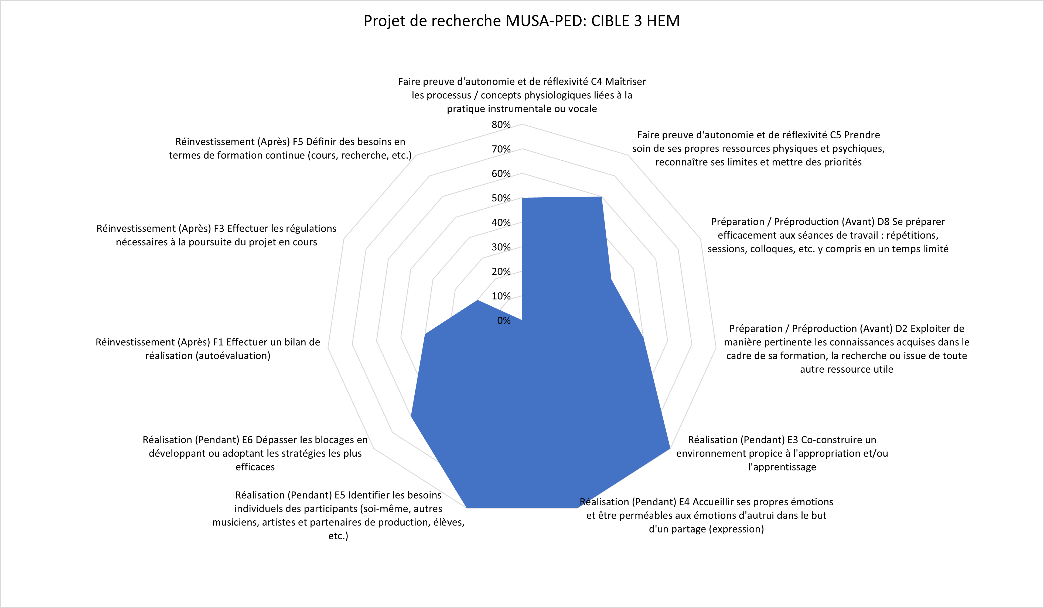 Projet de recherche MUSA-PED: CIBLE 3 HEM
Faire preuve d'autonomie et de réflexivité C4 Maîtriser
les processus / concepts physiologiques liées à la
pratique instrumentale ou vocale
Faire preuve d'autonomie et de réflexivité C5 Prendre
soin de ses propres ressources physiques et psychiques,
reconnaître ses limites et mettre des priorités
Préparation / Préproduction (Avant) D8 Se préparer
efficacement aux séances de travail : répétitions,
sessions, colloques, etc. y compris en un temps limité
Préparation / Préproduction (Avant) D2 Exploiter de
manière pertinente les connaissances acquises dans le
cadre de sa formation, la recherche ou issue de toute
autre ressource utile
Réalisation (Pendant) E3 Co-construire un
environnement propice à l'appropriation et/ou
l'apprentissage
Réalisation (Pendant) E4 Accueillir ses propres émotions
et être perméables aux émotions d'autrui dans le but
d'un partage (expression)
Réalisation (Pendant) E5 Identifier les besoins
individuels des participants (soi-même, autres
musiciens, artistes et partenaires de production, élèves,
etc.)
Réalisation (Pendant) E6 Dépasser les blocages en
développant ou adoptant les stratégies les plus
efficaces
Réinvestissement (Après) F1 Effectuer un bilan de
réalisation (autoévaluation)
Réinvestissement (Après) F3 Effectuer les régulations
nécessaires à la poursuite du projet en cours
Réinvestissement (Après) F5 Définir des besoins en
termes de formation continue (cours, recherche, etc.)
80%
70%
60%
50%
40%
30%
20%
10%
0%